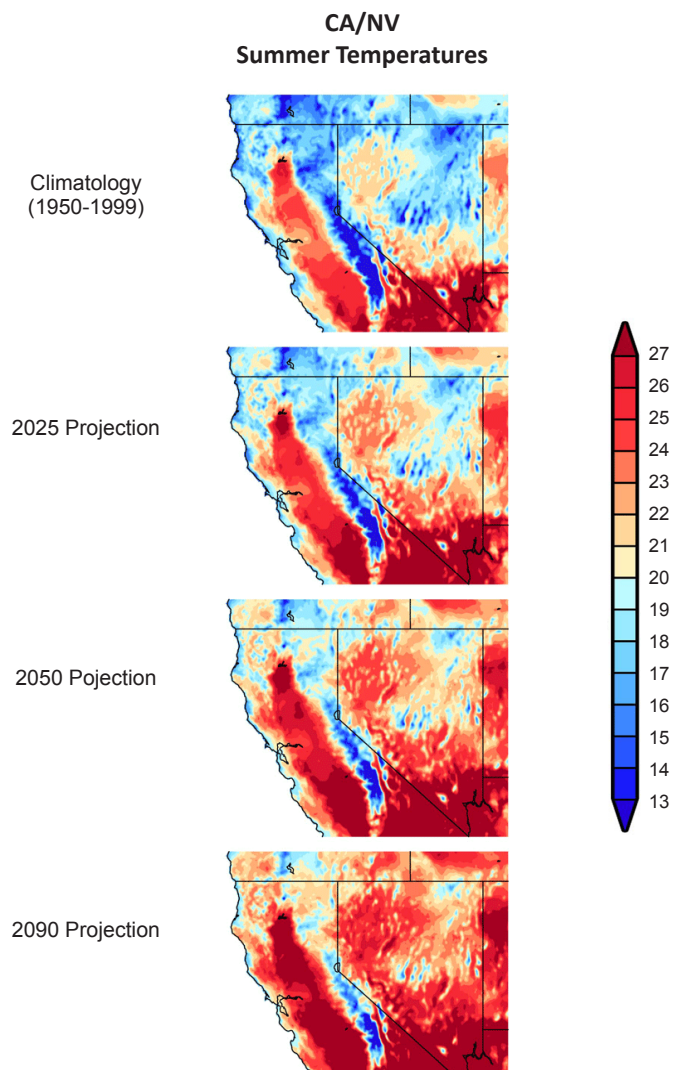 CA/NV
Summer Temperatures
Climatology
(1950-1999)
2025 Projection
2050 Pojection
2090 Projection
27
26
25
24
23
22
21
20
19
18
17
16
15
14
13